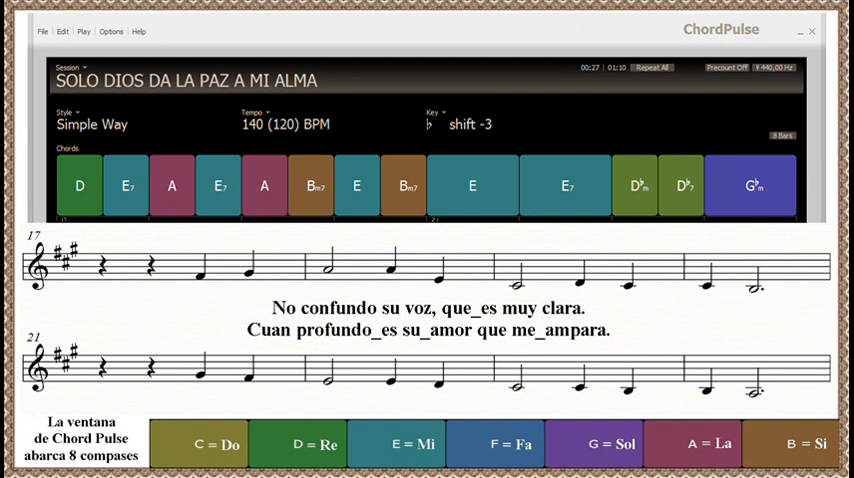 File Edit Play Options Help
ChordPulse
Session
00:27 | 01:10 Repeat All Precount Off 440,00 Hz
SOLO DIOS DA LA PAZ A MI ALMA
Style Tempo Key
Simple Way 140 (120) BPM ♭ shift -3
8 Bars
Chords
D E7 A E7 A Bm7 E Bm7 E E7 D♭m D♭7 G♭m
17
No confundo su voz, que_es muy clara.
Cuan profundo_es su_amor que me_ampara.
21
La ventana
de Chord Pulse
abarca 8 compases
C = Do D = Re E = Mi F = Fa G = Sol A = La B = Si